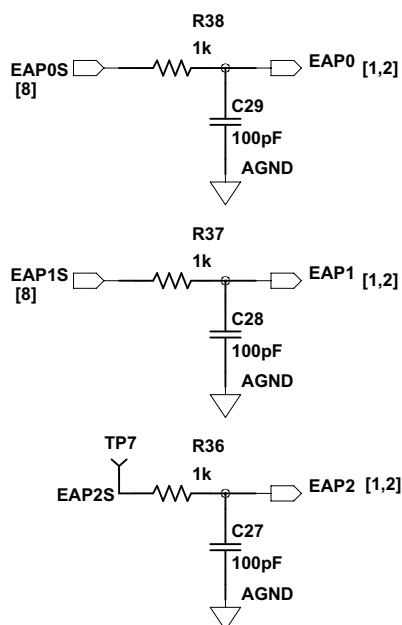 R38
1k
EAP0S
[8]
EAP0 [1,2]
C29
100pF
AGND
R37
1k
EAP1S
[8]
EAP1 [1,2]
C28
100pF
AGND
TP7
R36
1k
EAP2S
EAP2 [1,2]
C27
100pF
AGND